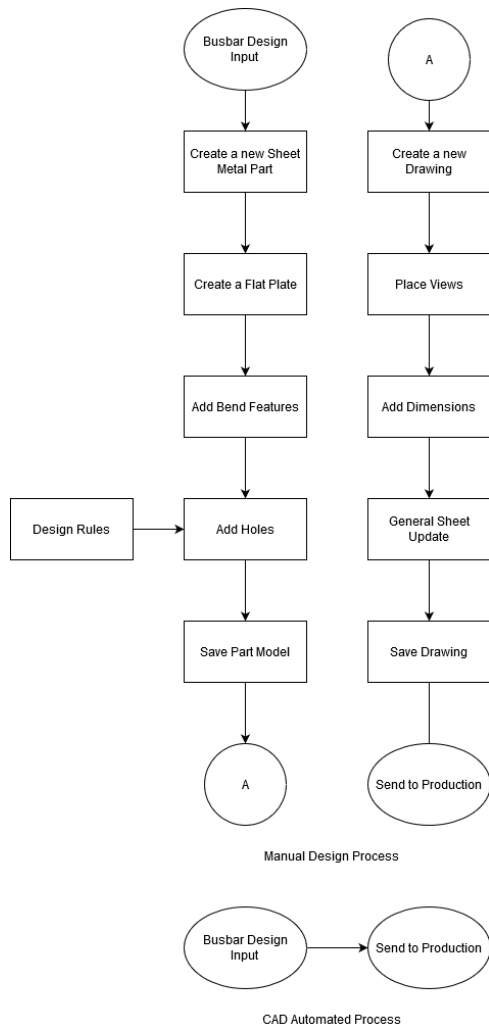 Busbar Design
Input
Create a new Sheet
Metal Part
Create a Flat Plate
Add Bend Features
Design Rules
Add Holes
Save Part Model
A
A
Create a new
Drawing
Place Views
Add Dimensions
General Sheet
Update
Save Drawing
Send to Production
Manual Design Process
Busbar Design
Input
Send to Production
CAD Automated Process